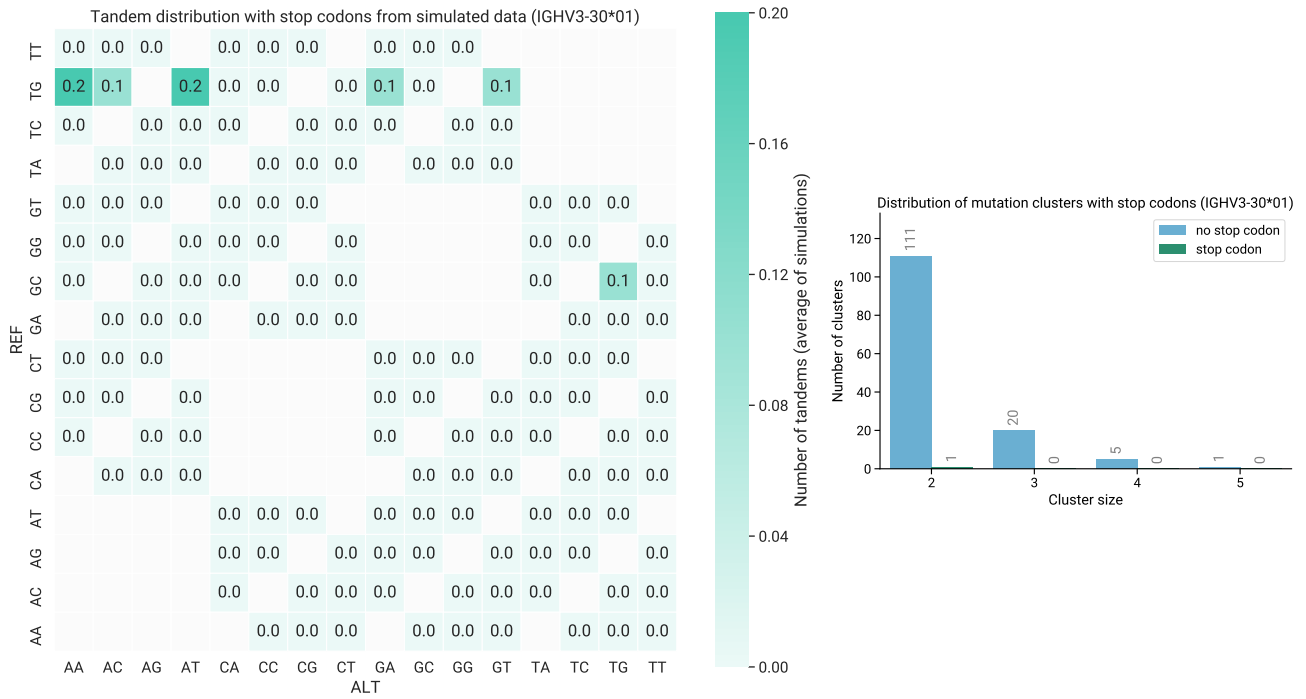 Tandem distribution with stop codons from simulated data (IGHV3-30*01)
TT 0.0 0.0 0.0 0.0 0.0 0.0 0.0 0.0 0.0
TG 0.2 0.1 0.2 0.0 0.0 0.0 0.1 0.0 0.1
TC 0.0 0.0 0.0 0.0 0.0 0.0 0.0 0.0 0.0
TA 0.0 0.0 0.0 0.0 0.0 0.0 0.0 0.0 0.0
GT 0.0 0.0 0.0 0.0 0.0 0.0 0.0 0.0 0.0
GG 0.0 0.0 0.0 0.0 0.0 0.0 0.0 0.0 0.0
GC 0.0 0.0 0.0 0.0 0.0 0.0 0.0 0.1 0.0
GA 0.0 0.0 0.0 0.0 0.0 0.0 0.0 0.0 0.0
CT 0.0 0.0 0.0 0.0 0.0 0.0 0.0 0.0 0.0
CG 0.0 0.0 0.0 0.0 0.0 0.0 0.0 0.0 0.0
CC 0.0 0.0 0.0 0.0 0.0 0.0 0.0 0.0 0.0
CA 0.0 0.0 0.0 0.0 0.0 0.0 0.0 0.0 0.0
AT 0.0 0.0 0.0 0.0 0.0 0.0 0.0 0.0 0.0
AG 0.0 0.0 0.0 0.0 0.0 0.0 0.0 0.0 0.0
AC 0.0 0.0 0.0 0.0 0.0 0.0 0.0 0.0 0.0
AA 0.0 0.0 0.0 0.0 0.0 0.0 0.0 0.0 0.0
REF
AA AC AG AT CA CC CG CT GA GC GG GT TA TC TG TT
ALT
0.20
0.16
0.12
0.08
0.04
0.00
Number of tandems (average of simulations)
Distribution of mutation clusters with stop codons (IGHV3-30*01)
no stop codon
stop codon
120
100
80
60
40
20
0
Number of clusters
111 1 20 0 5 0 1 0
2 3 4 5
Cluster size